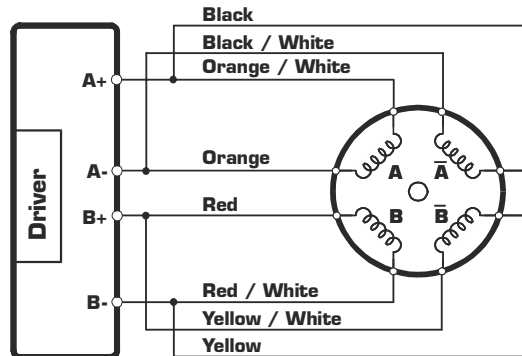 Black
Black / White
Orange / White
A+
A-
Orange
A
A̅
Driver
B+
Red
B
B̅
B-
Red / White
Yellow / White
Yellow